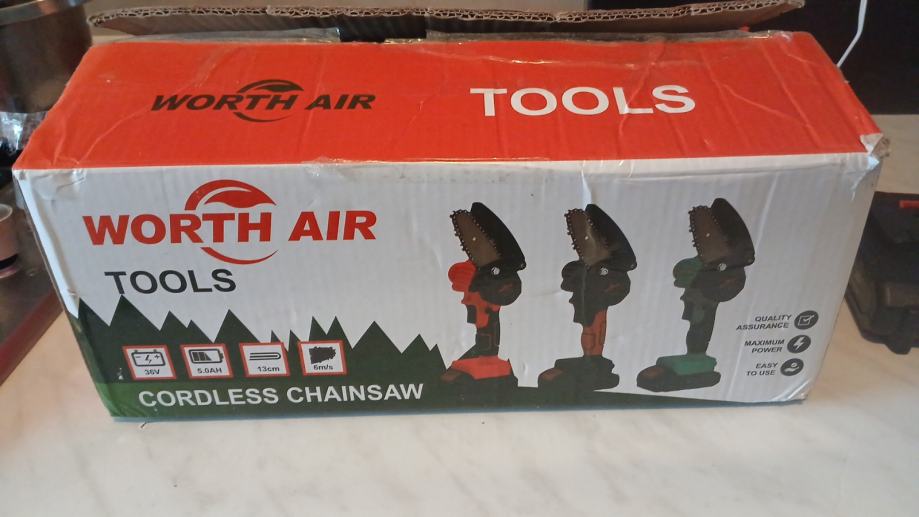 WORTH AIR
TOOLS
WORTH AIR
TOOLS
36V
5.0AH
13cm
6m/s
CORDLESS CHAINSAW
QUALITY
ASSURANCE
MAXIMUM
POWER
EASY
TO USE